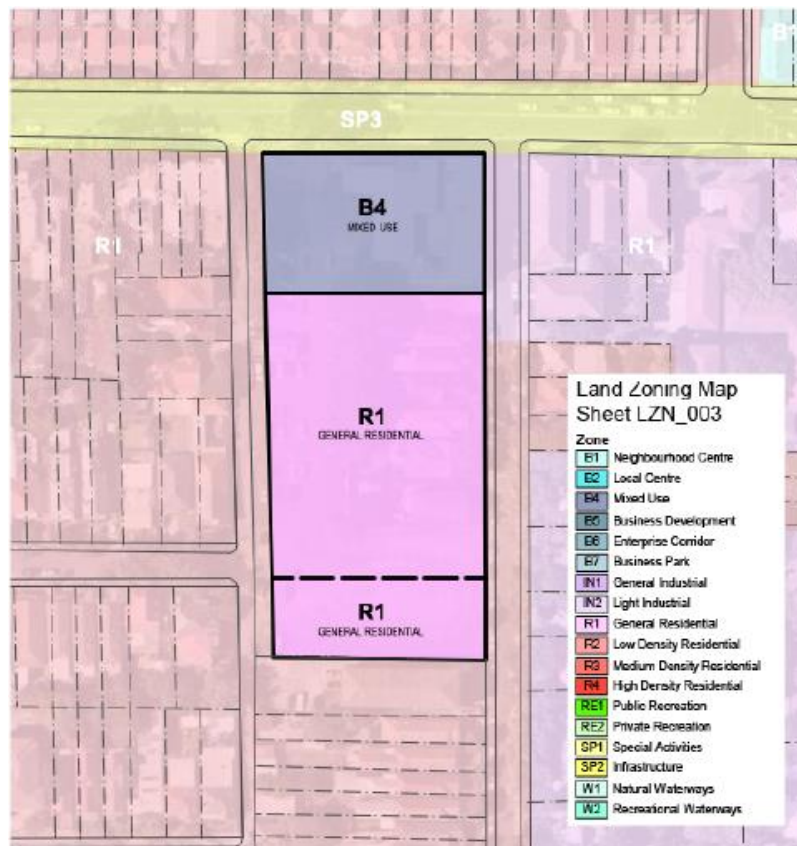 B1
SP3
B4
MIXED USE
R1
R1
R1
GENERAL RESIDENTIAL
R1
GENERAL RESIDENTIAL
Land Zoning Map
Sheet LZN_003
Zone
B1 Neighbourhood Centre
B2 Local Centre
B4 Mixed Use
B5 Business Development
B6 Enterprise Corridor
B7 Business Park
IN1 General Industrial
IN2 Light Industrial
R1 General Residential
R2 Low Density Residential
R3 Medium Density Residential
R4 High Density Residential
RE1 Public Recreation
RE2 Private Recreation
SP1 Special Activities
SP2 Infrastructure
W1 Natural Waterways
W2 Recreational Waterways